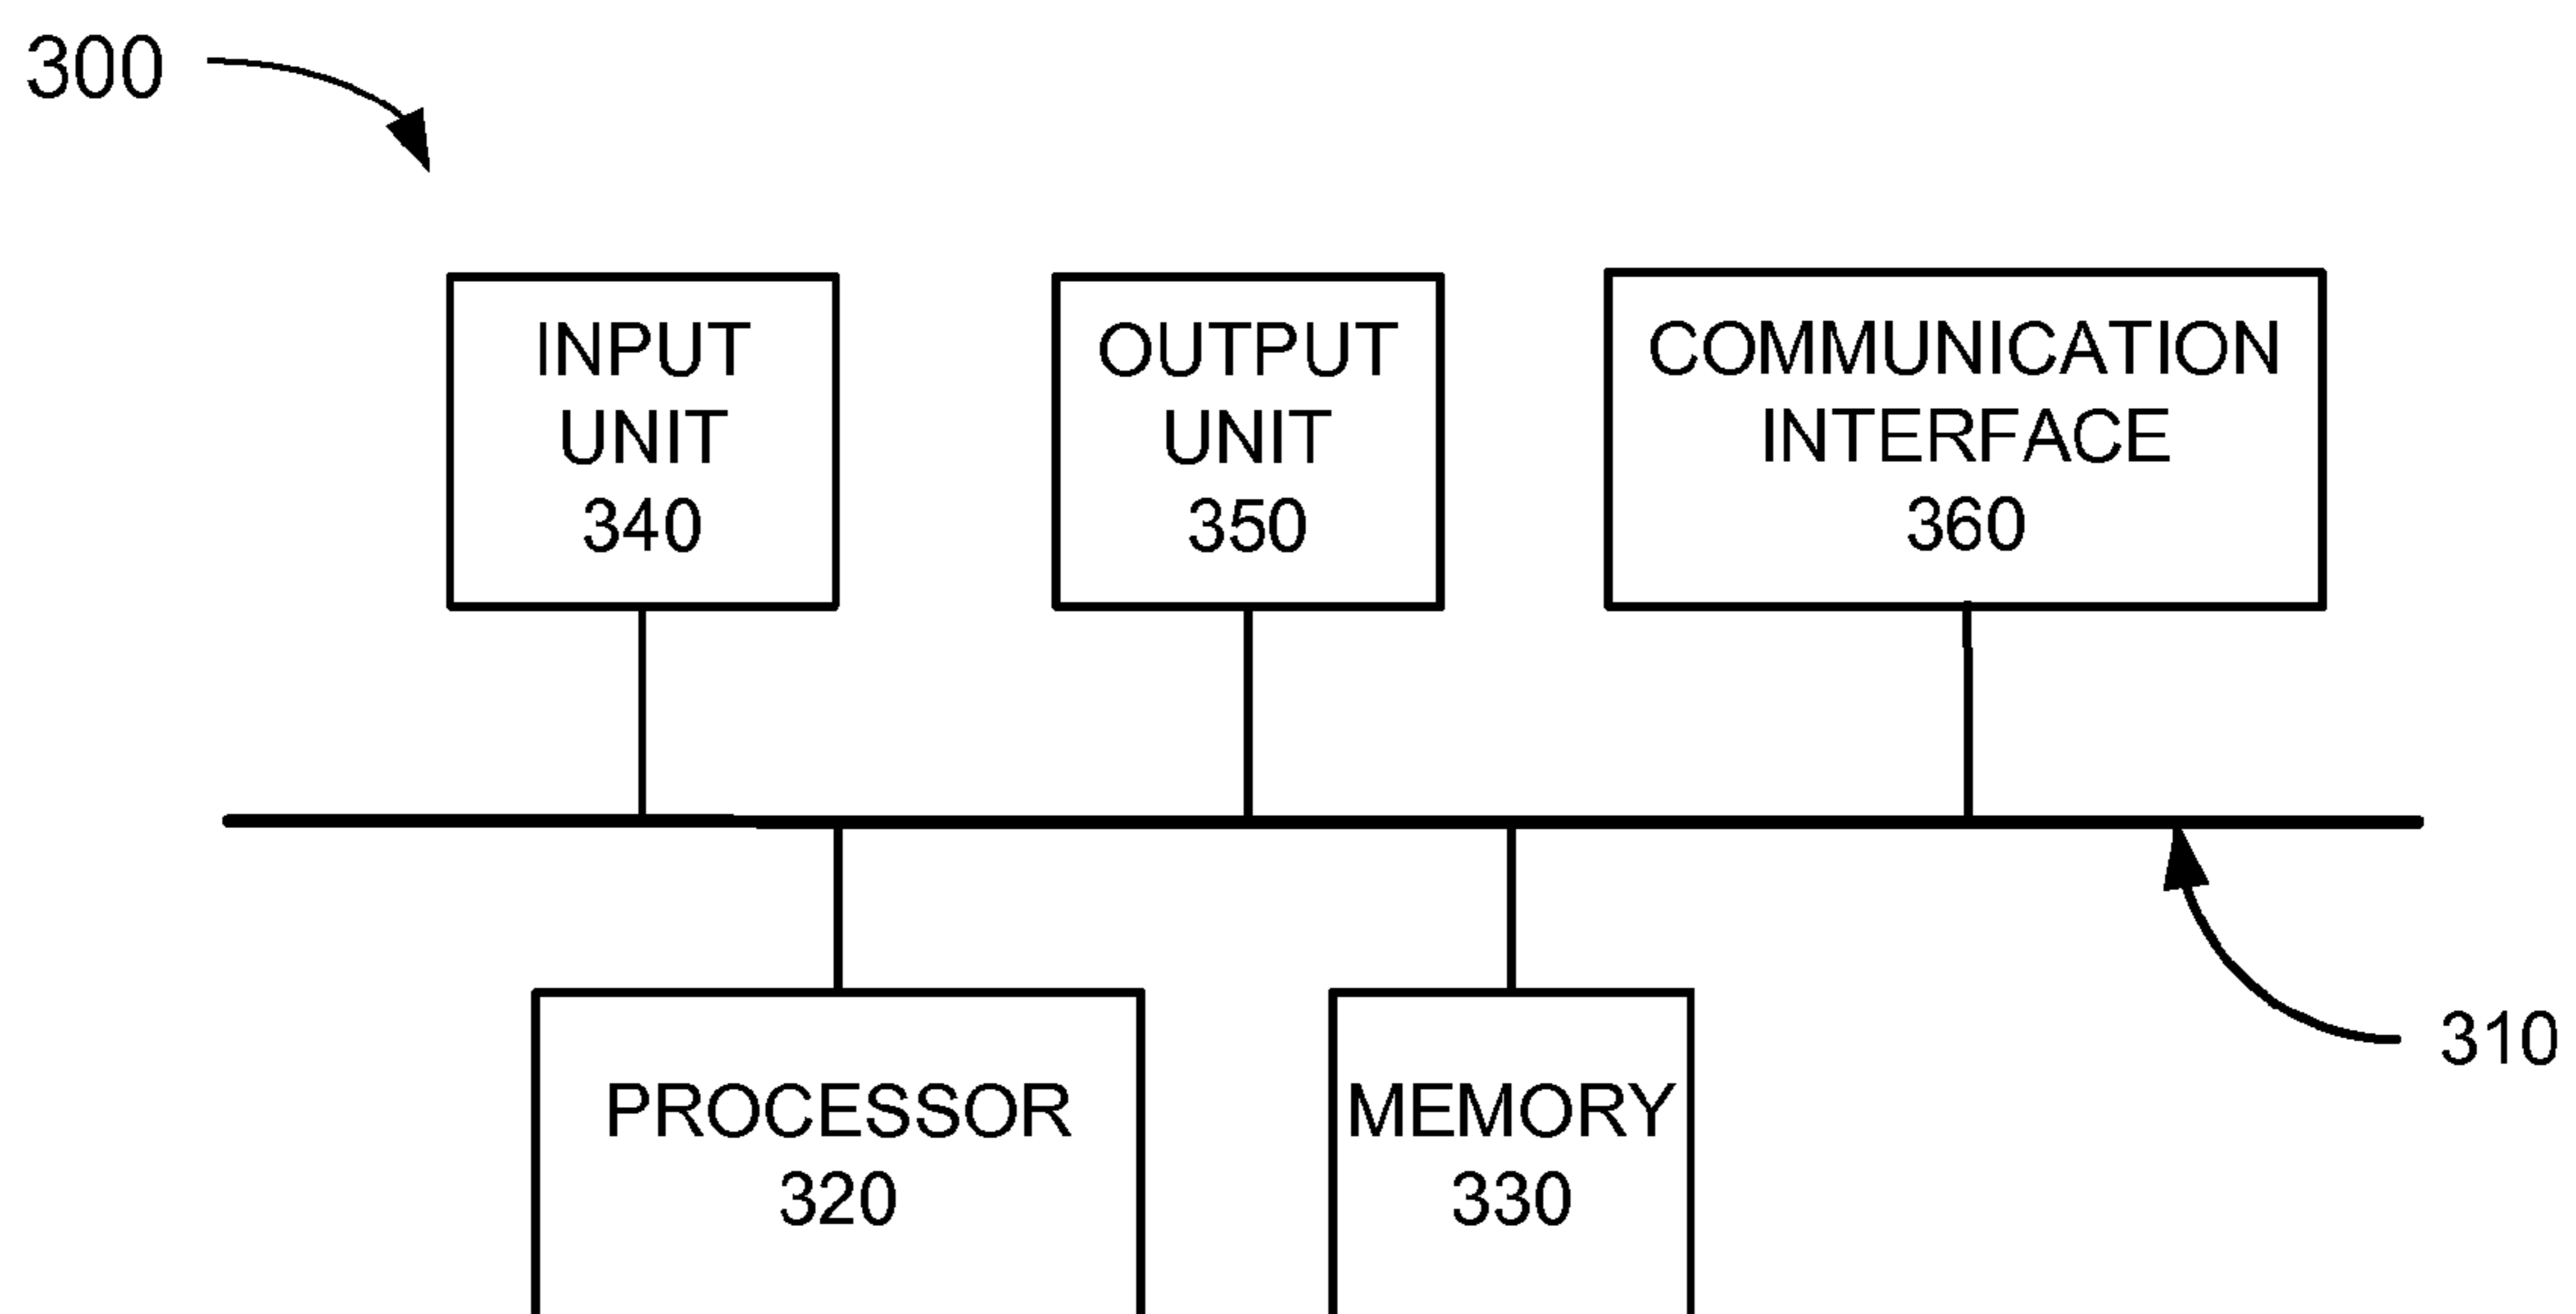 300
INPUT
UNIT
340
OUTPUT
UNIT
350
COMMUNICATION
INTERFACE
360
310
PROCESSOR
320
MEMORY
330